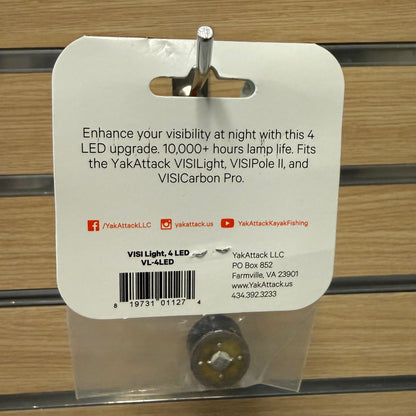 Enhance your visibility at night with this 4
LED upgrade. 10,000+ hours lamp life. Fits
the YakAttack VISILight, VISIPole II, and
VISICarbon Pro.
/YakAttackLLC
yakattack.us
/YakAttackKayakFishing
VISI Light, 4 LED
VL-4LED
8 19731 01127 4
YakAttack LLC
PO Box 852
Farmville, VA 23901
www.YakAttack.us
434.392.3233